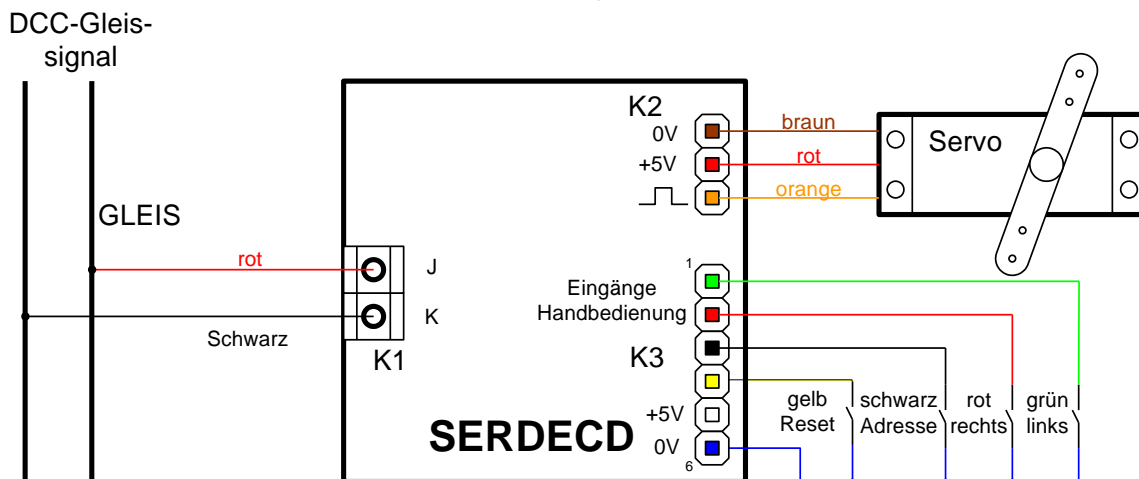 DCC-Gleis-
signal
GLEIS
rot
Schwarz
J
K
K1
K2
0V
+5V
braun
rot
orange
Servo
1
Eingänge
Handbedienung
K3
+5V
0V
6
SERDECD
gelb
Reset
schwarz
Adresse
rot
rechts
grün
links